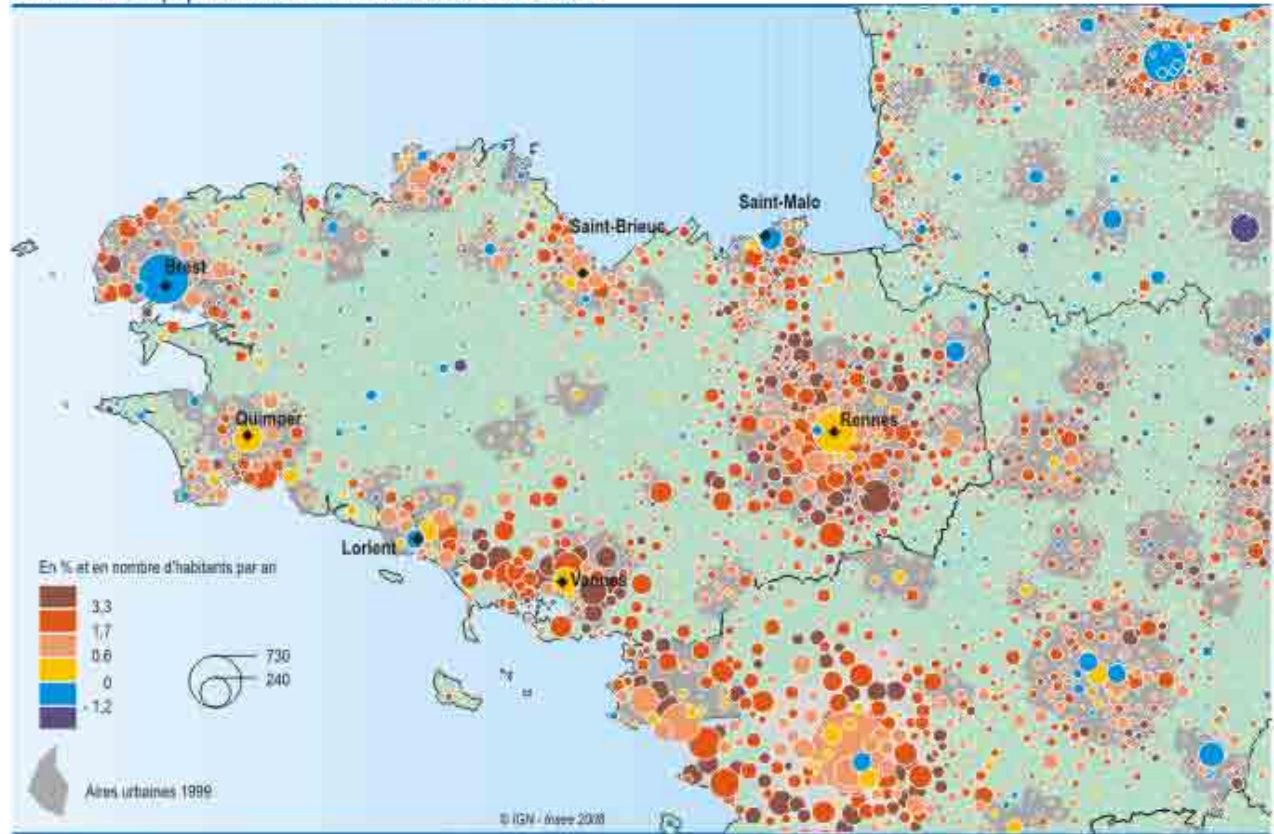 Saint-Malo
Saint-Brieuc
Brest
Quimper
Rennes
Lorient
Vannes
En % et en nombre d'habitants par an
3,3
1,7
0,6
0
- 1,2
730
240
Aires urbaines 1999
© IGN - Insee 2008